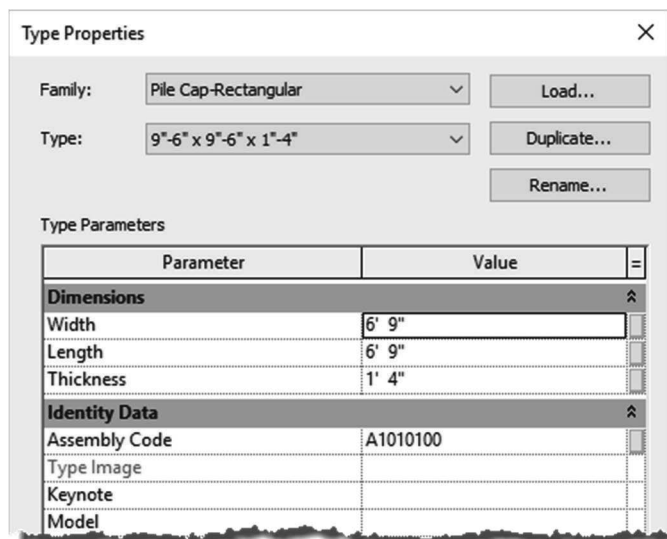 Type Properties
Family: Pile Cap-Rectangular Load...
Type: 9"-6" x 9"-6" x 1"-4" Duplicate...
Rename...
Type Parameters
Parameter Value =
Dimensions
Width 6' 9"
Length 6' 9"
Thickness 1' 4"
Identity Data
Assembly Code A1010100
Type Image
Keynote
Model